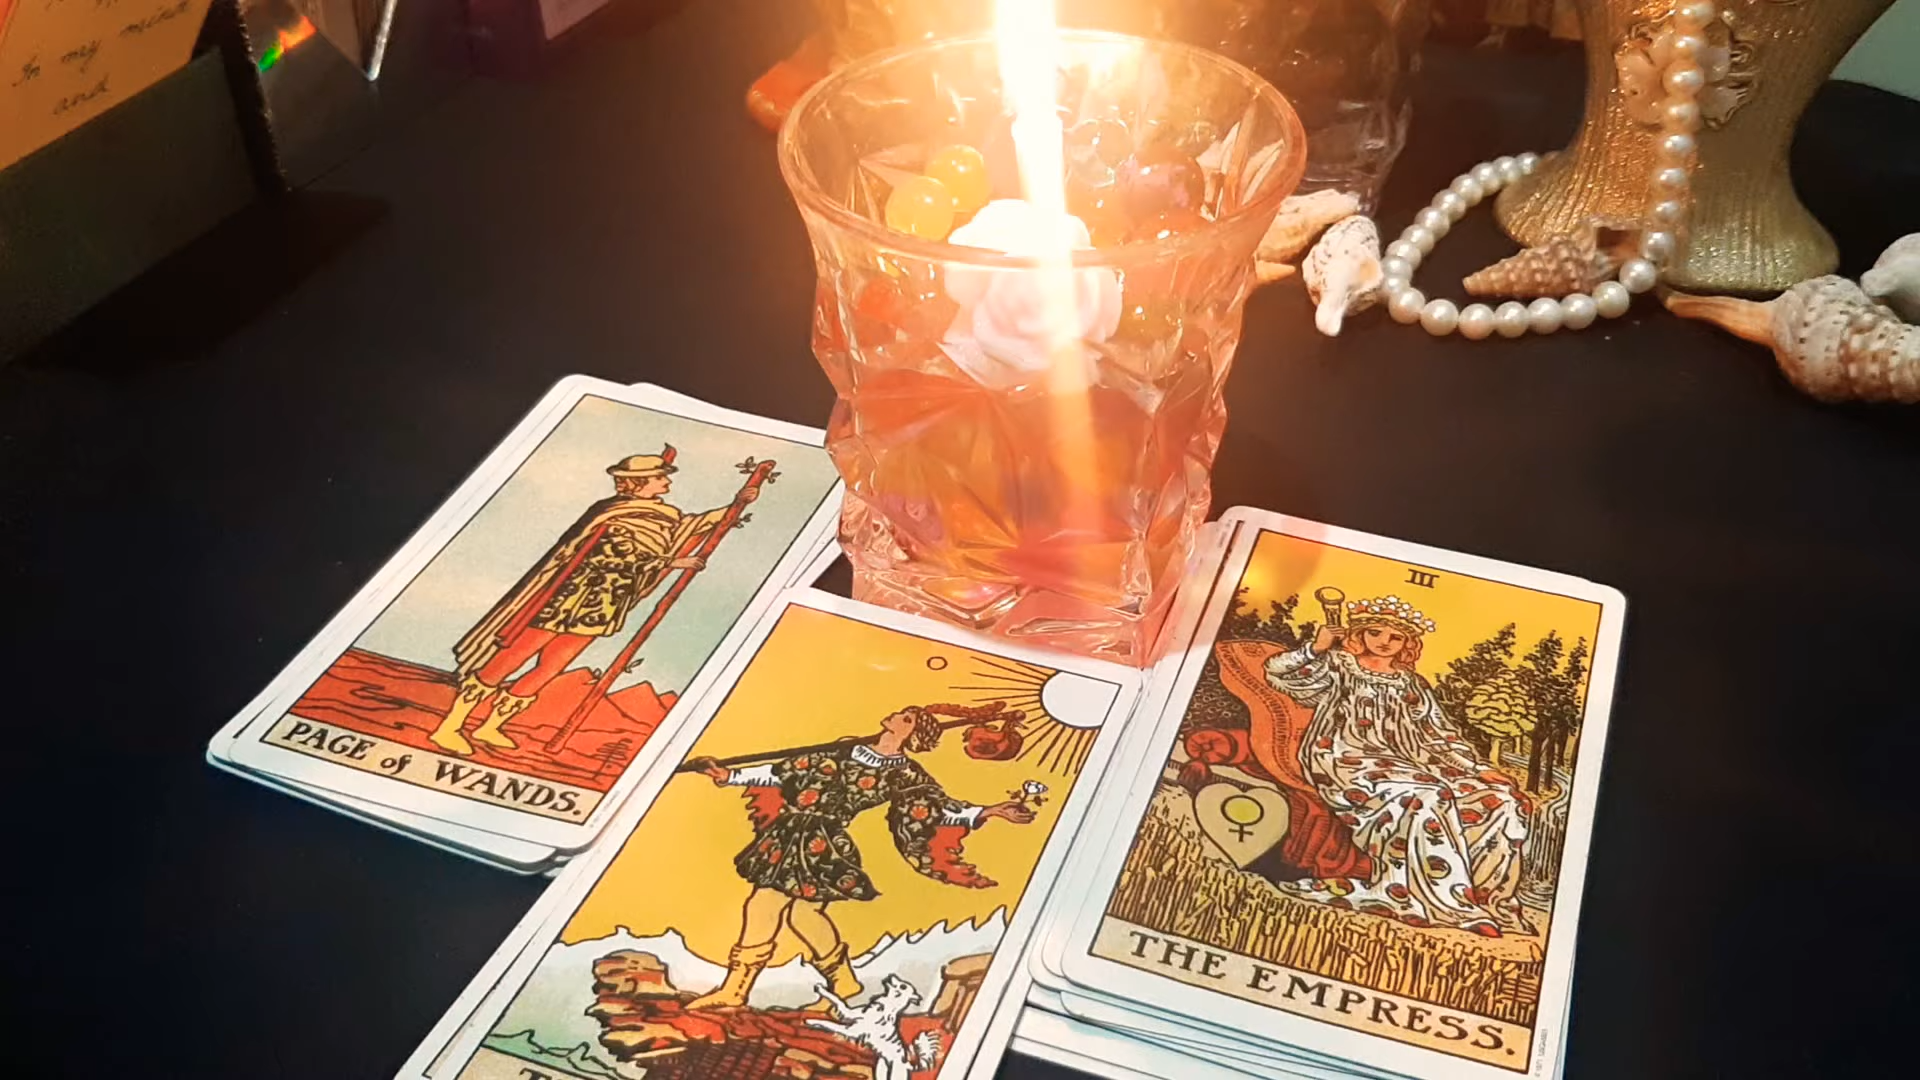 In my mind
and
PAGE of WANDS.
III
THE EMPRESS.